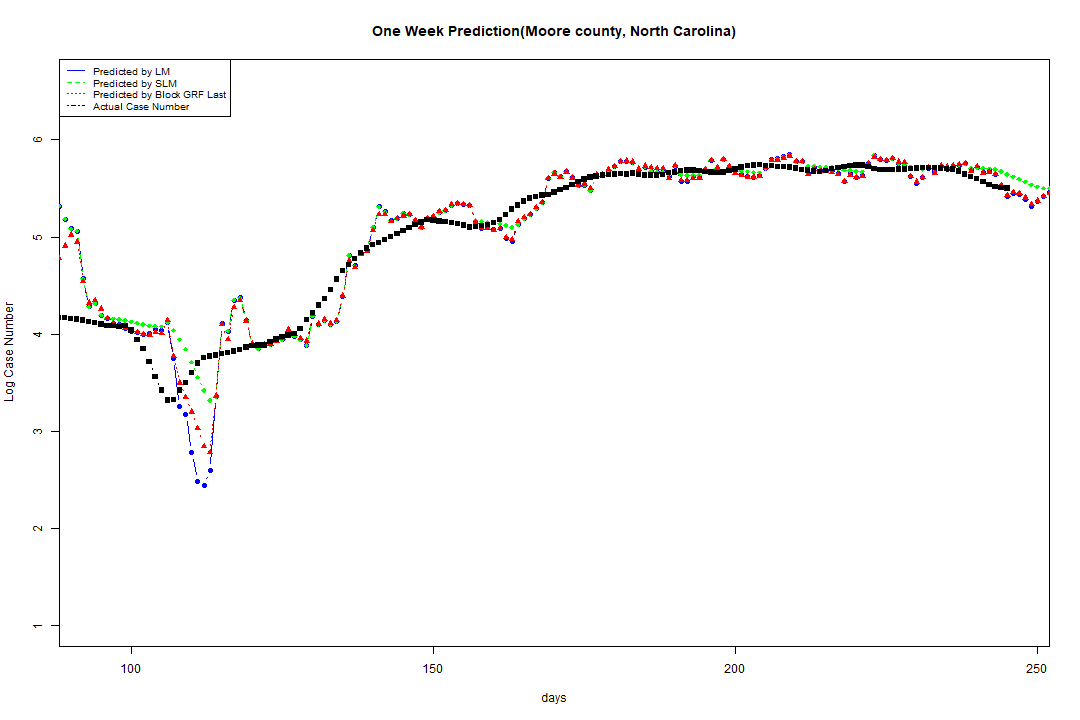 One Week Prediction(Moore county, North Carolina)
Predicted by LM
Predicted by SLM
Predicted by Block GRF Last
Actual Case Number
Log Case Number
6
5
4
3
2
1
100 150 200 250
days